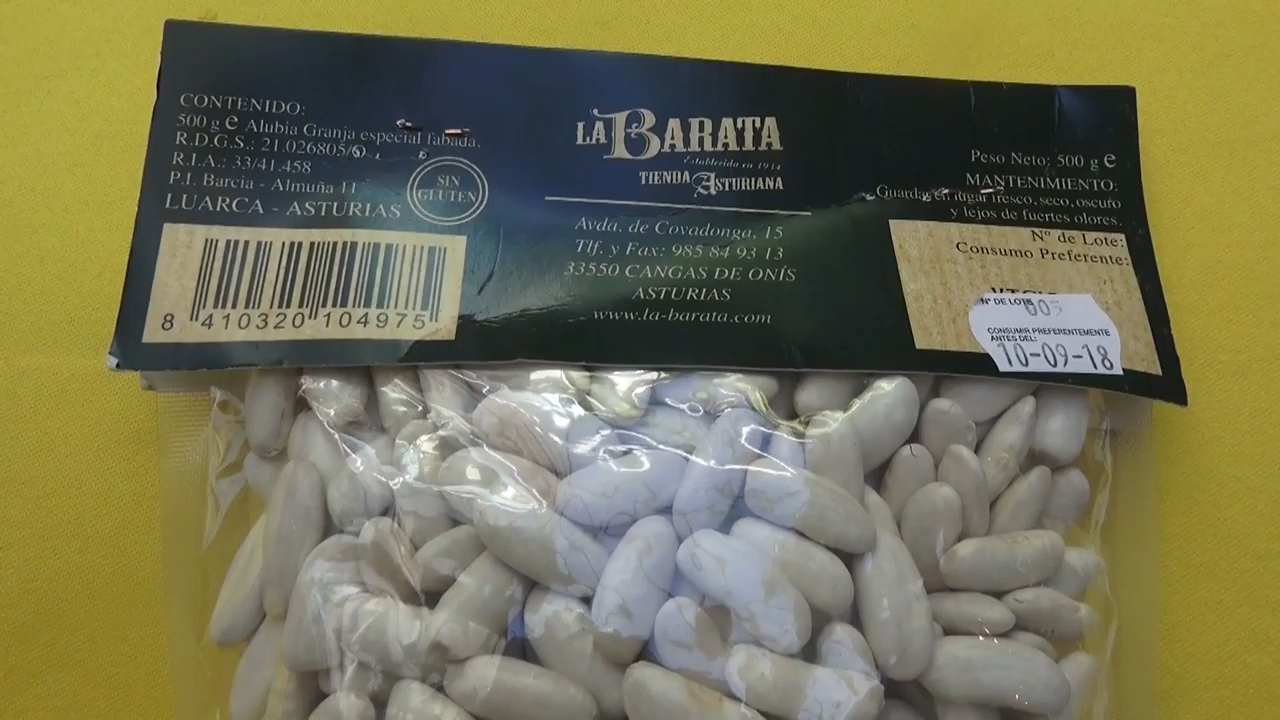 CONTENIDO:
500 g e Alubia Granja especial fabada.
R.D.G.S.: 21.026805/
R.I.A.: 33/41.458
P.I. Barcia - Almuña 11
LUARCA - ASTURIAS
SIN
GLUTEN
8 410320 104975
LA BARATA
Establecida en 1934
TIENDA ASTURIANA
Avda. de Covadonga, 15
Tlf. y Fax: 985 84 93 13
33550 CANGAS DE ONÍS
ASTURIAS
www.la-barata.com
Peso Neto: 500 g e
MANTENIMIENTO:
Guardar en lugar fresco, seco, oscuro
y lejos de fuertes olores.
Nº de Lote:
Consumo Preferente:
Nº DE LOTE
605
CONSUMIR PREFERENTEMENTE
ANTES DEL:
10-09-18